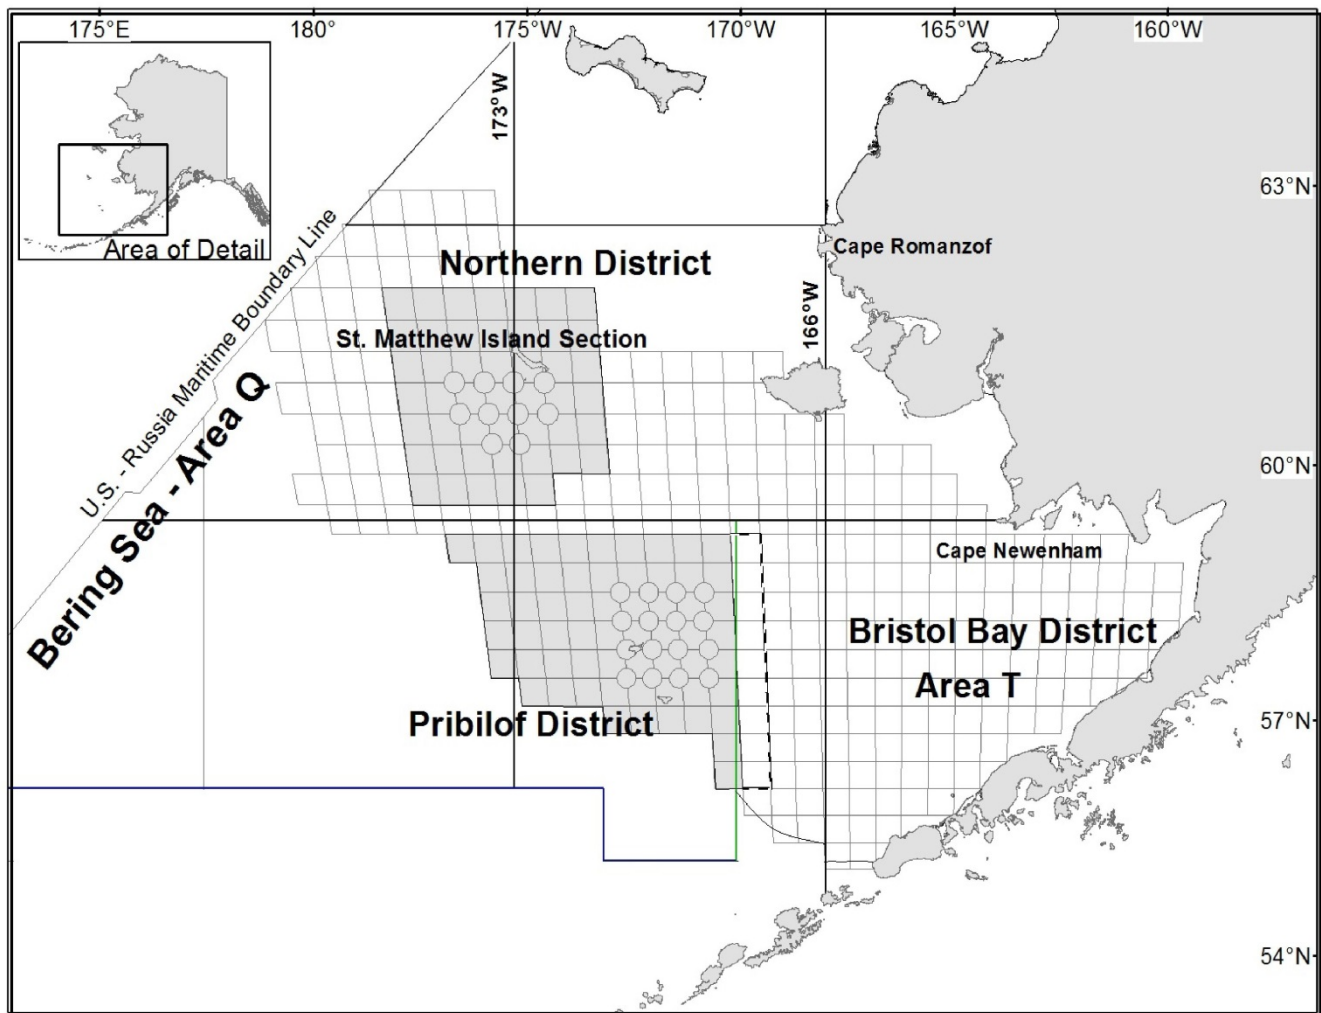 175°E 180° 175°W 170°W 165°W 160°W
173°W
63°N
Area of Detail
Cape Romanzof
Northern District
U.S. - Russia Maritime Boundary Line
166°W
St. Matthew Island Section
Bering Sea - Area Q
60°N
Cape Newenham
Bristol Bay District
Area T
Pribilof District
57°N
54°N